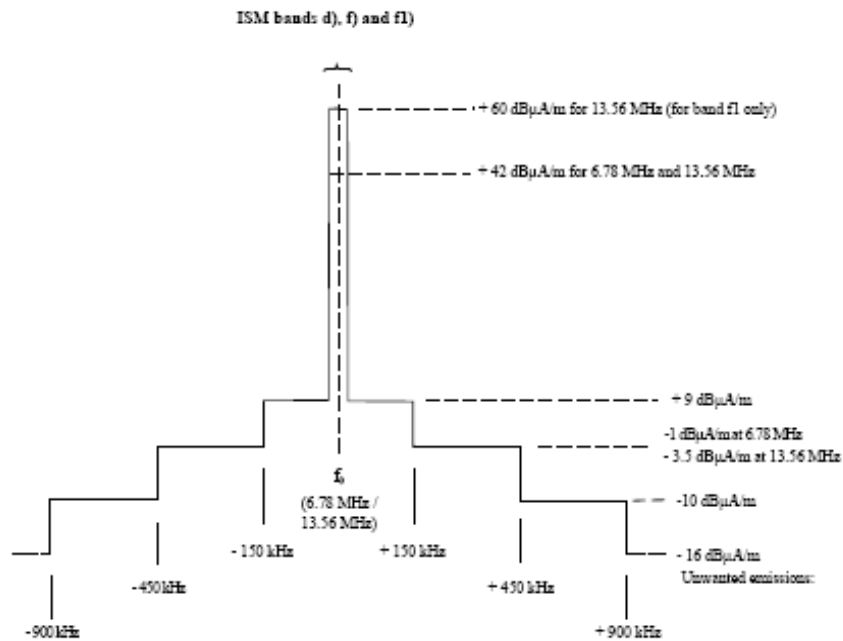 ISM bands d), f) and f1)
+ 60 dBµA/m for 13.56 MHz (for band f1 only)
+ 42 dBµA/m for 6.78 MHz and 13.56 MHz
+ 9 dBµA/m
-1 dBµA/m at 6.78 MHz
- 3.5 dBµA/m at 13.56 MHz
fₒ
(6.78 MHz /
13.56 MHz)
-10 dBµA/m
- 150 kHz
+ 150 kHz
- 16 dBµA/m
Unwanted emissions:
- 450 kHz
+ 450 kHz
-900 kHz
+ 900 kHz